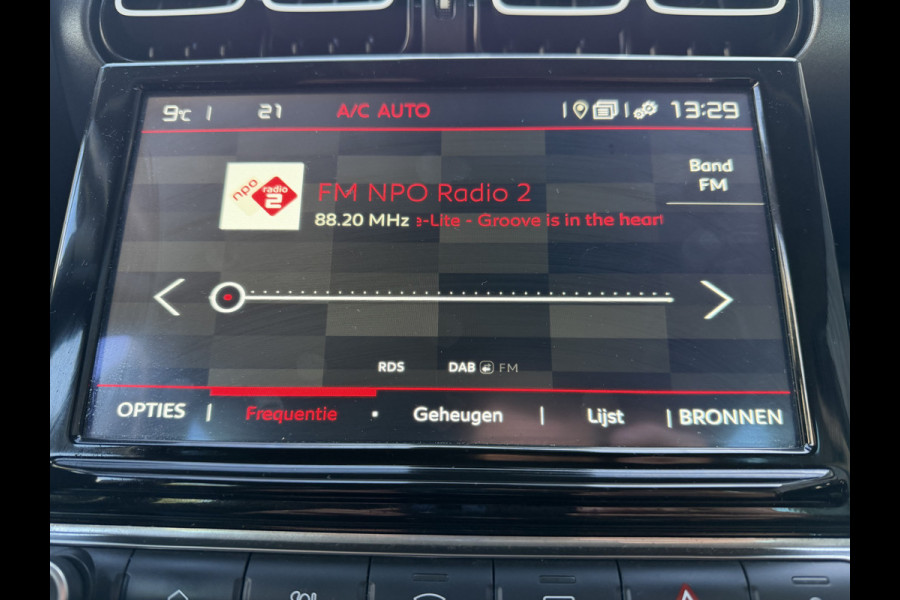 9°C | 21 A/C AUTO 13:29
Band
FM
npo
radio
2
FM NPO Radio 2
88.20 MHz e-Lite - Groove is in the heart
RDS DAB FM
OPTIES | Frequentie • Geheugen | Lijst | BRONNEN